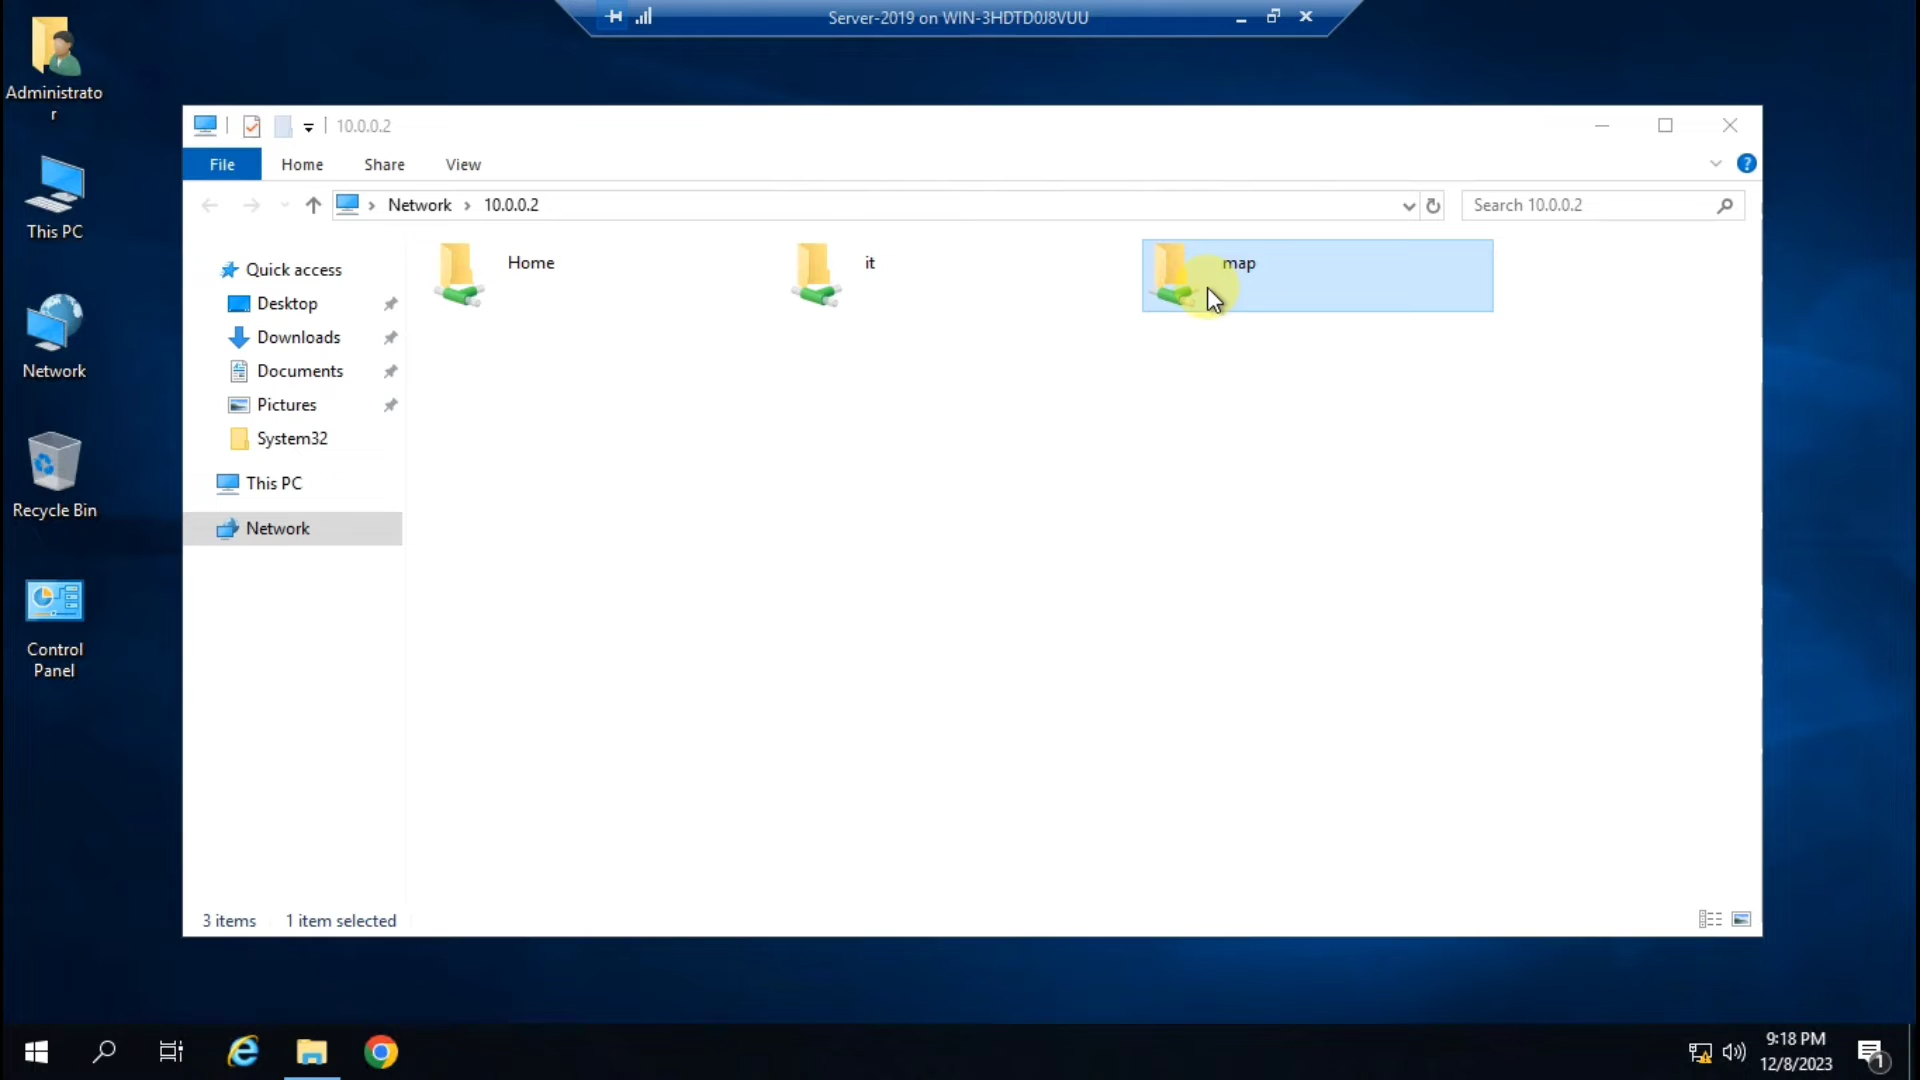 Server-2019 on WIN-3HDTD0J8VUU
Administrato
r
This PC
Network
Recycle Bin
Control
Panel
10.0.0.2
File
Home
Share
View
Network
10.0.0.2
Search 10.0.0.2
Quick access
Desktop
Downloads
Documents
Pictures
System32
This PC
Network
Home
it
map
3 items
1 item selected
9:18 PM
12/8/2023
1